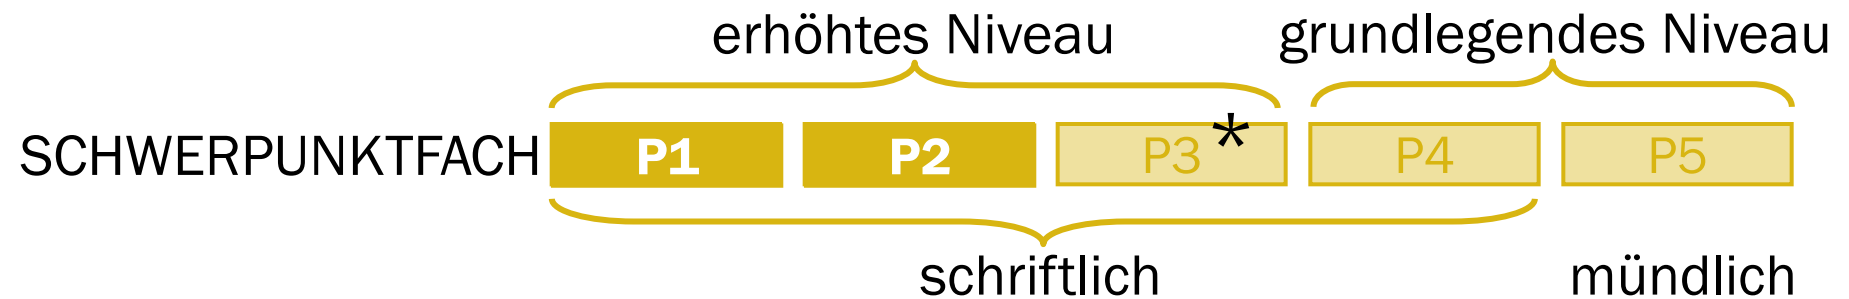 erhöhtes Niveau grundlegendes Niveau
SCHWERPUNKTFACH P1 P2 P3* P4 P5
schriftlich mündlich